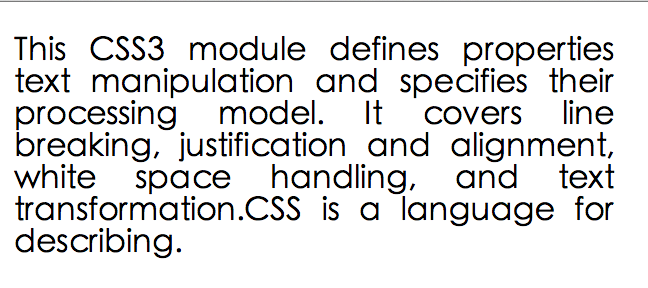 This CSS3 module defines properties
text manipulation and specifies their
processing model. It covers line
breaking, justification and alignment,
white space handling, and text
transformation.CSS is a language for
describing.